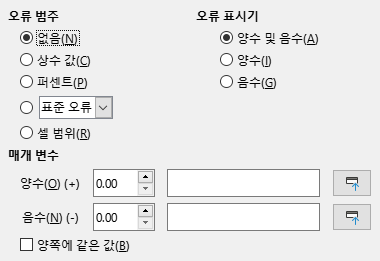 오류 범주
없음(N)
상수 값(C)
퍼센트(P)
표준 오류
셀 범위(R)
오류 표시기
양수 및 음수(A)
양수(I)
음수(G)
매개 변수
양수(O) (+) 0.00
음수(N) (-) 0.00
양쪽에 같은 값(B)